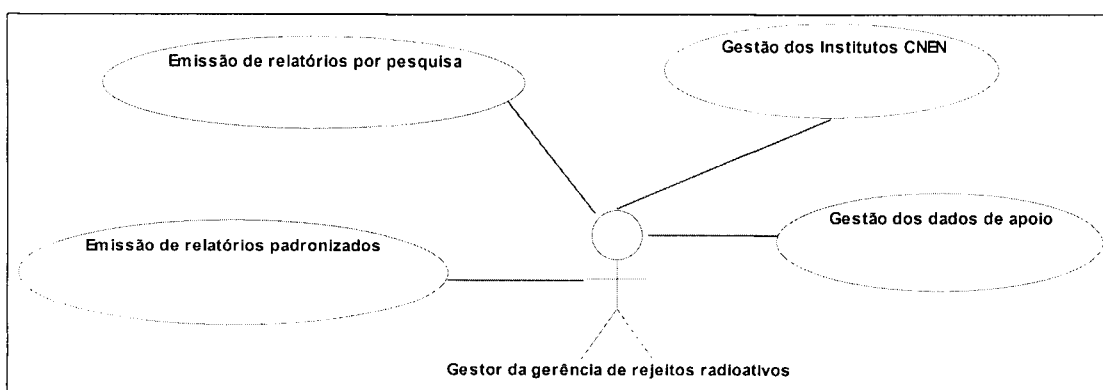 Emissão de relatórios por pesquisa
Gestão dos Institutos CNEN
Gestão dos dados de apoio
Emissão de relatórios padronizados
Gestor da gerência de rejeitos radioativos